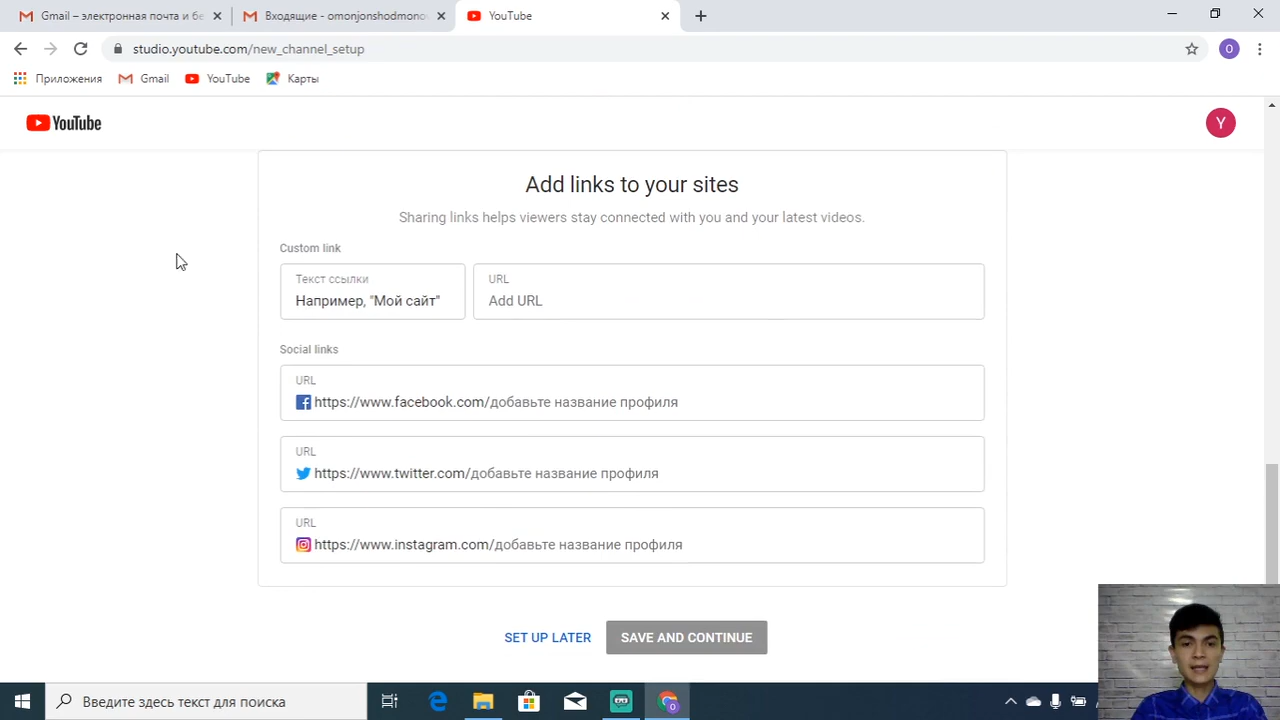 Gmail – электронная почта и бе
Входящие - omonjonshodmonov
YouTube
studio.youtube.com/new_channel_setup
O
Приложения
Gmail
YouTube
Карты
YouTube
Y
Add links to your sites
Sharing links helps viewers stay connected with you and your latest videos.
Custom link
Текст ссылки
URL
Например, "Мой сайт"
Add URL
Social links
URL
https://www.facebook.com/добавьте название профиля
URL
https://www.twitter.com/добавьте название профиля
URL
https://www.instagram.com/добавьте название профиля
SET UP LATER
SAVE AND CONTINUE
Введите здесь текст для поиска